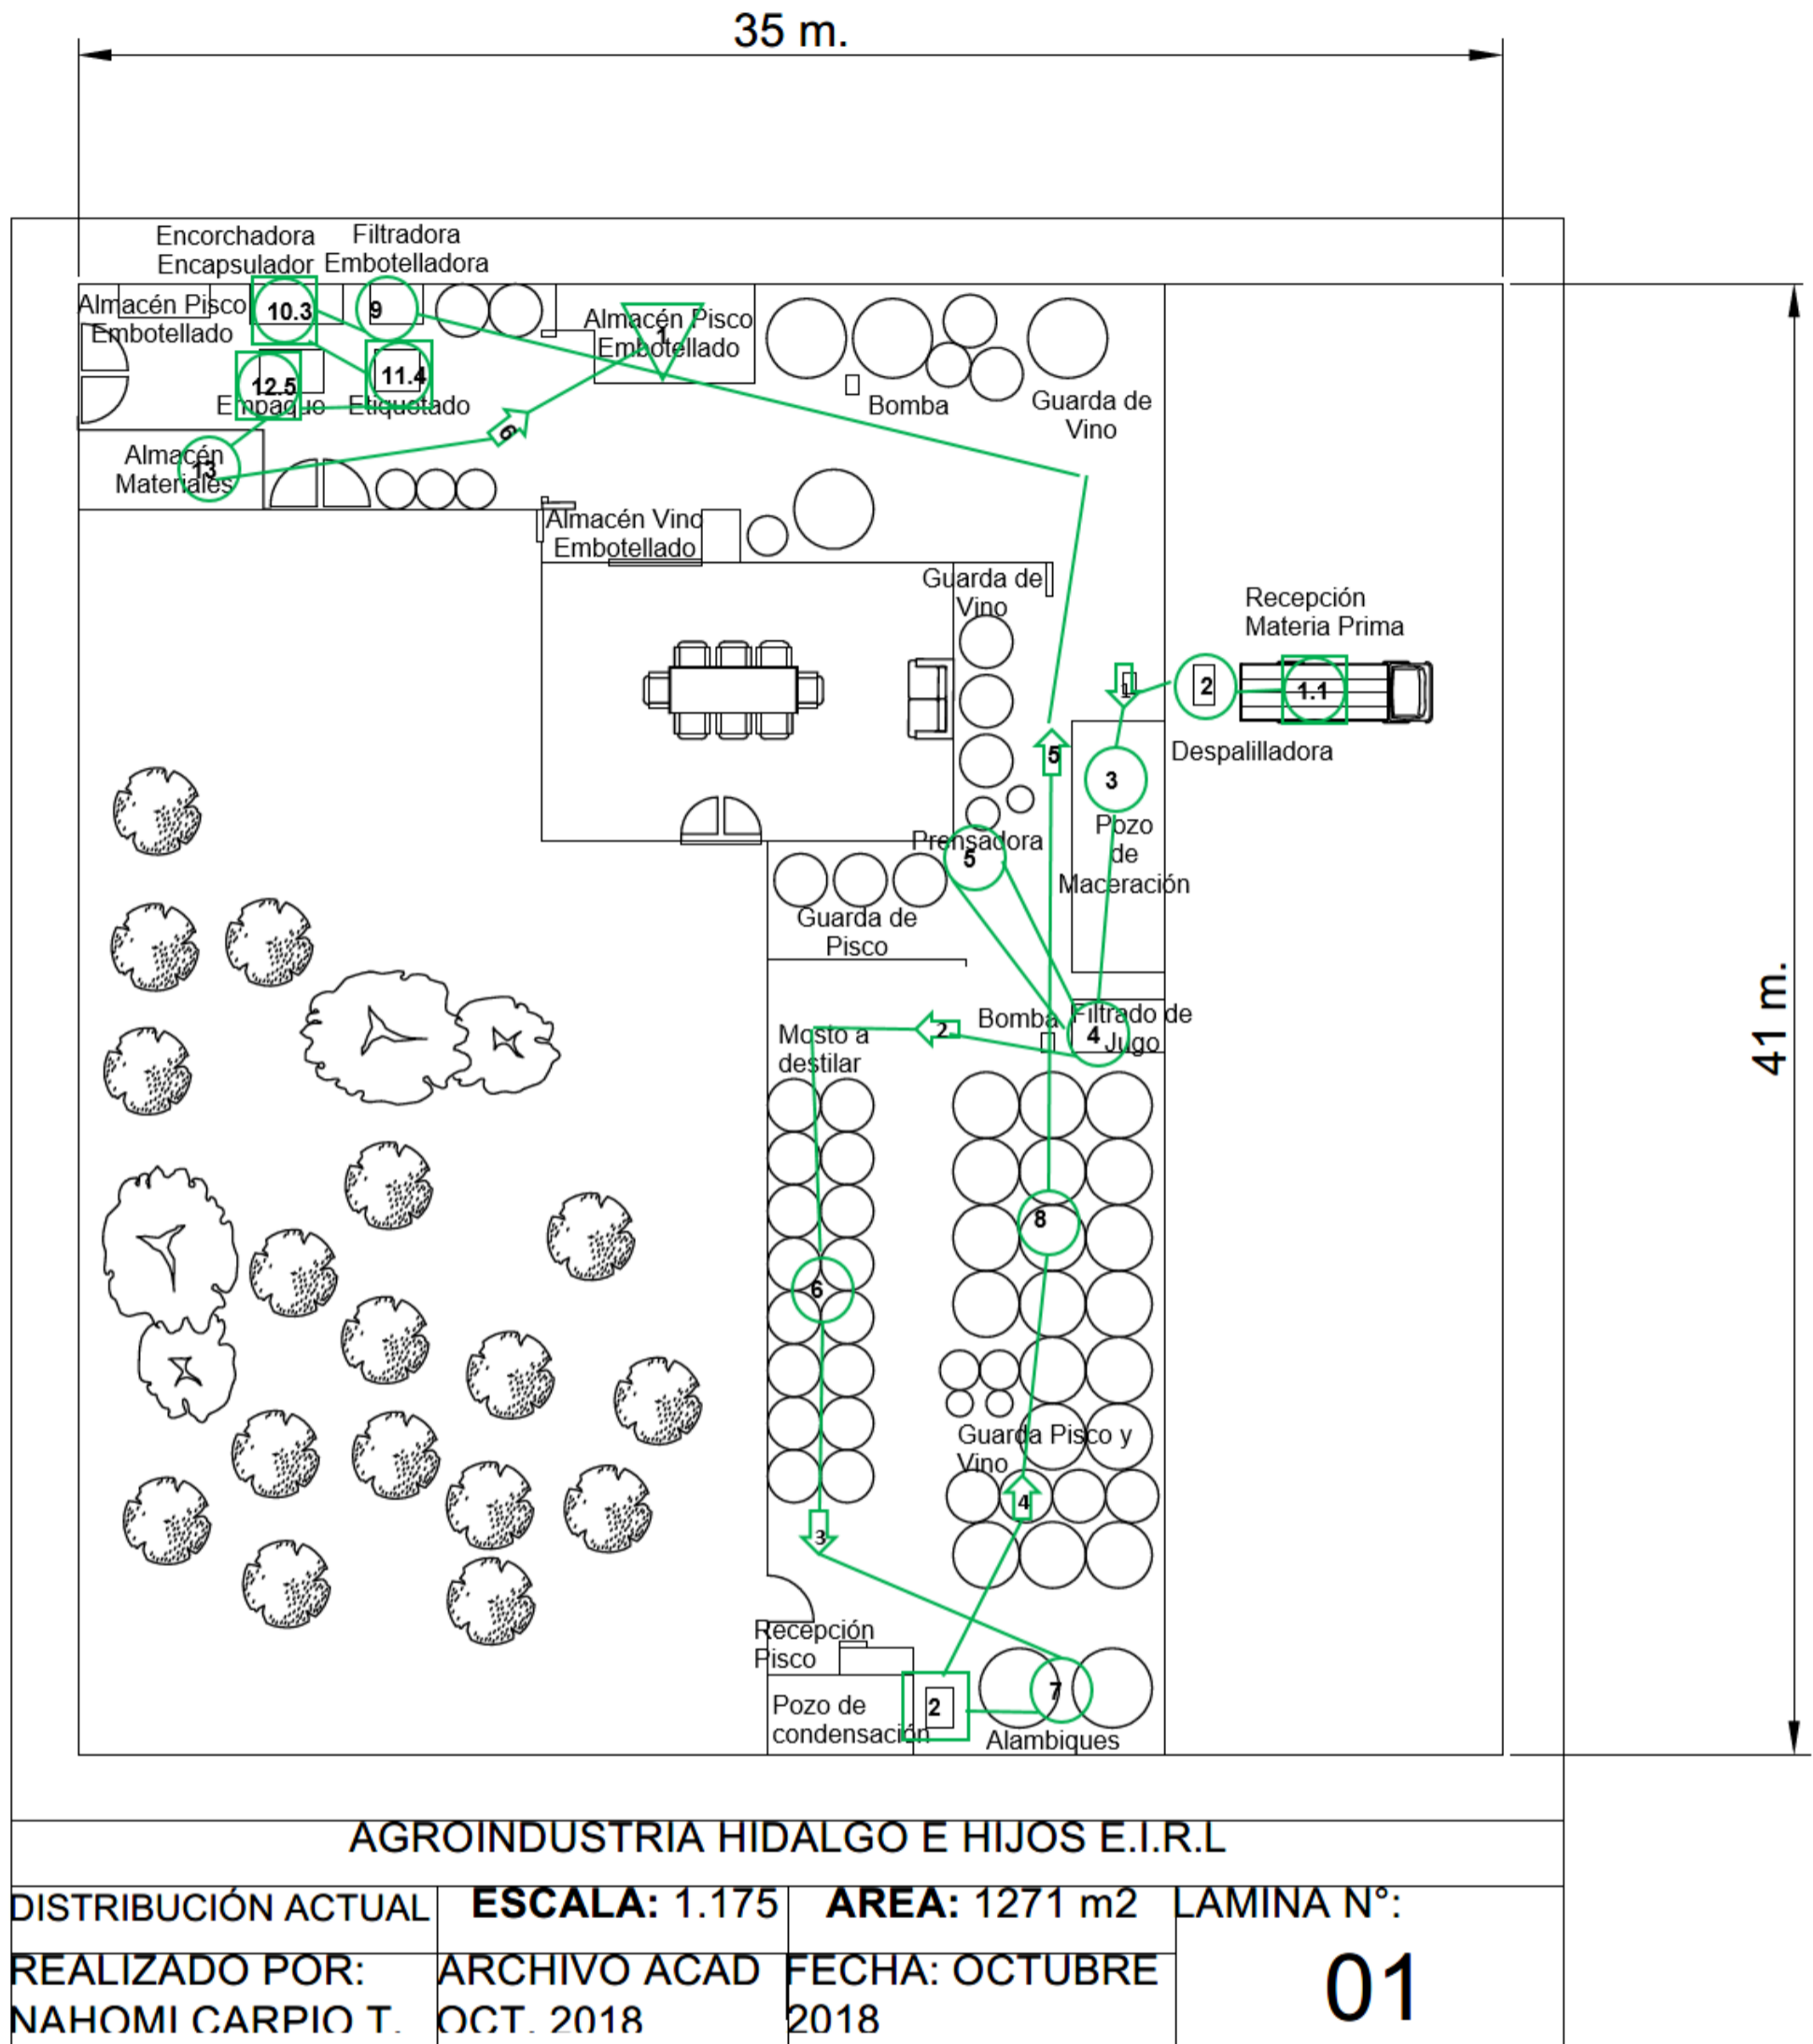 35 m.
Encorchadora
Encapsulador
Filtradora
Embotelladora
Almacén Pisco
Embotellado
10.3
9
Almacén Pisco
Embotellado
1
12.5
11.4
Empaque
Etiquetado
Bomba
Guarda de
Vino
6
Almacén
Materiales
13
Almacén Vino
Embotellado
Guarda de
Vino
Recepción
Materia Prima
1
2
1.1
Despalilladora
5
3
Pozo
de
Maceración
Prensadora
5
Guarda de
Pisco
41 m.
Mosto a
destilar
2
Bomba
Filtrado de
Jugo
4
8
6
Guarda Pisco y
Vino
4
3
Recepción
Pisco
Pozo de
condensación
2
7
Alambiques
AGROINDUSTRIA HIDALGO E HIJOS E.I.R.L
DISTRIBUCIÓN ACTUAL
ESCALA: 1.175
AREA: 1271 m2
LAMINA N°:
01
REALIZADO POR:
NAHOMI CARPIO T.
ARCHIVO ACAD
OCT. 2018
FECHA: OCTUBRE
2018